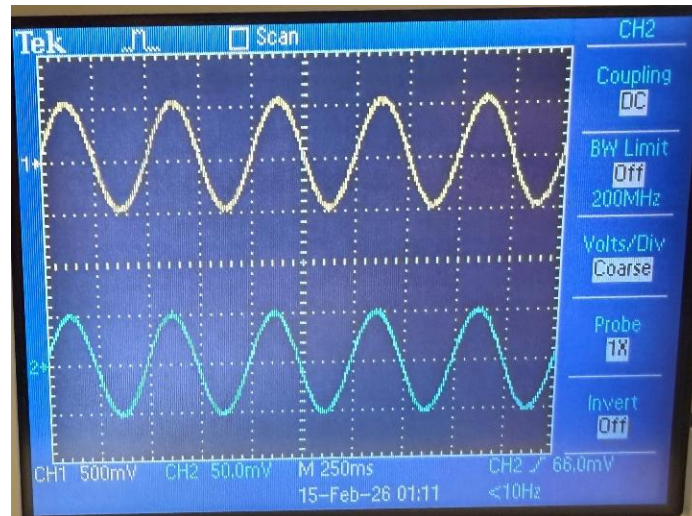 Tek Scan CH2
Coupling
DC
BW Limit
Off
200MHz
Volts/Div
Coarse
Probe
1X
Invert
Off
1
2
CH1 500mV CH2 50.0mV M 250ms CH2 66.0mV
15-Feb-26 01:11 <10Hz